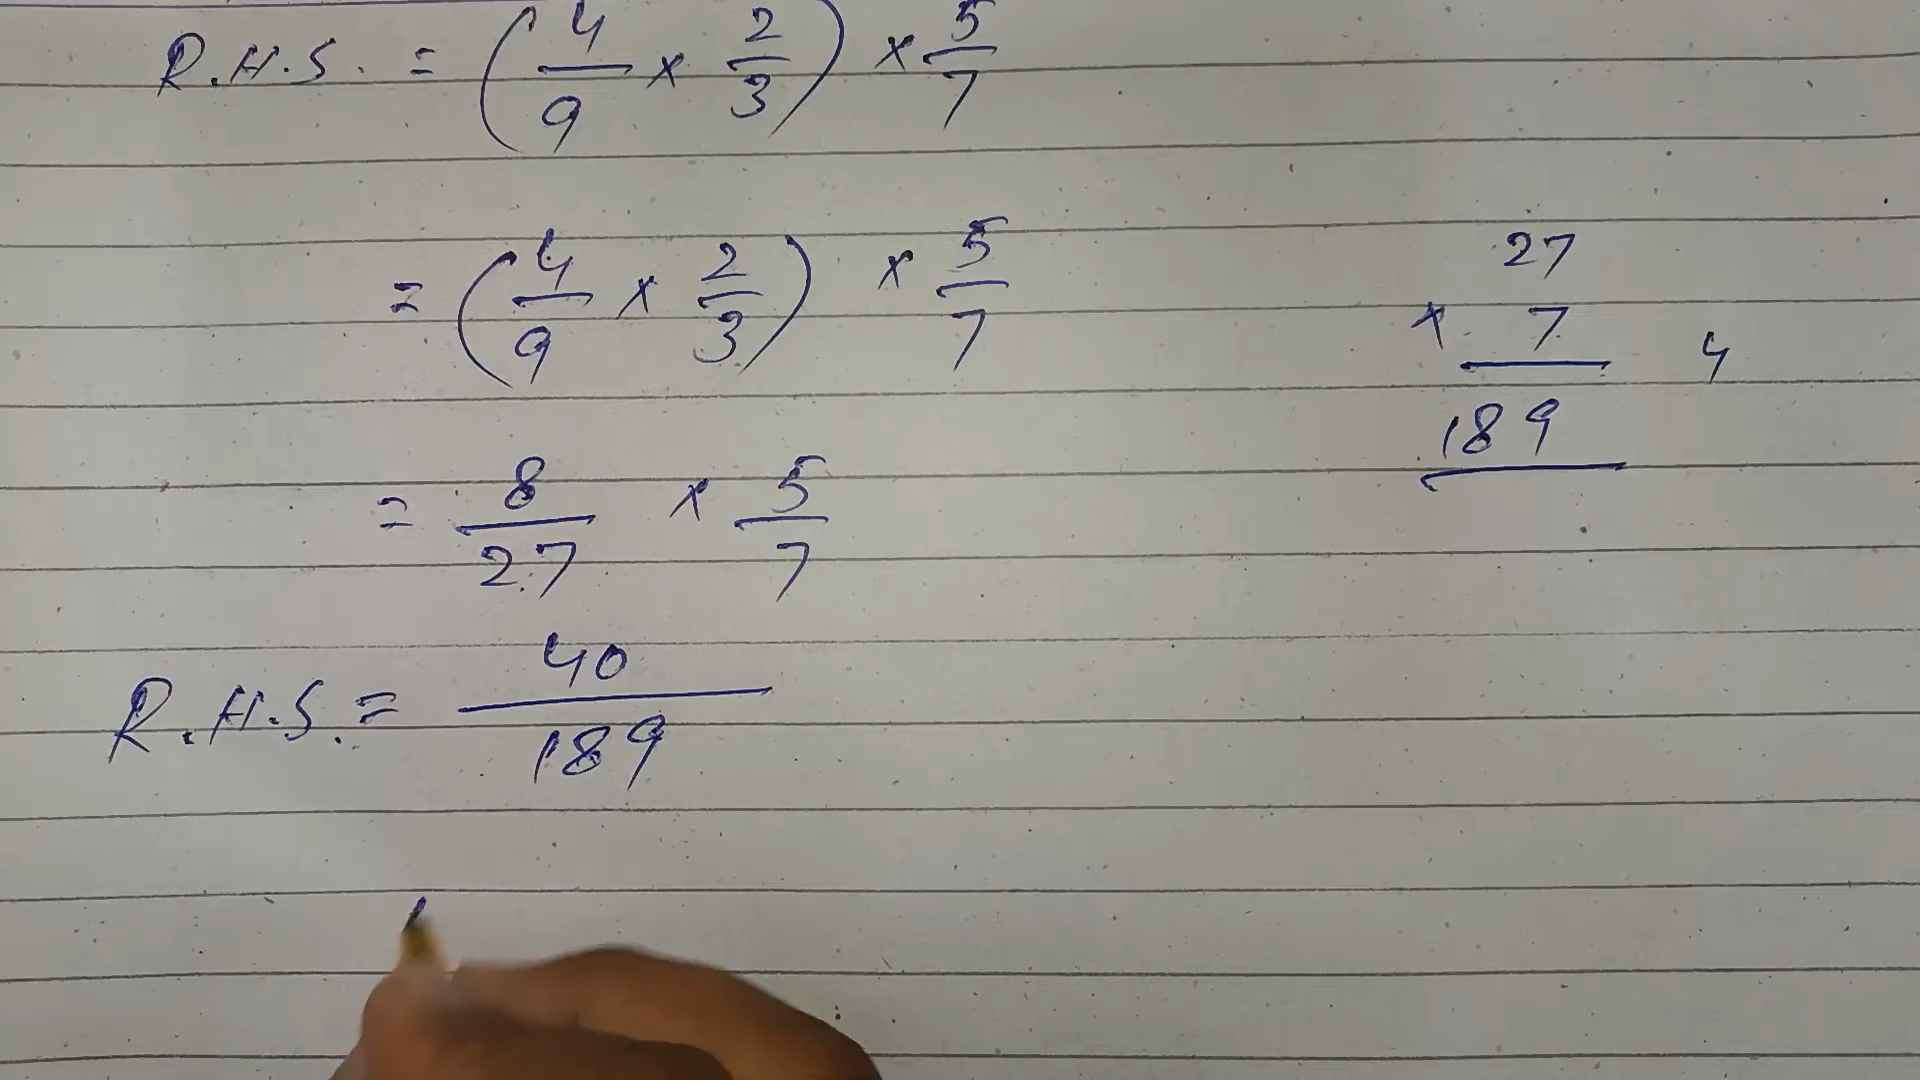 R.H.S. = (4/9 × 2/3) × 5/7
= (4/9 × 2/3) × 5/7
= 8/27 × 5/7
R.H.S. = 40/189
27
× 7 4
189